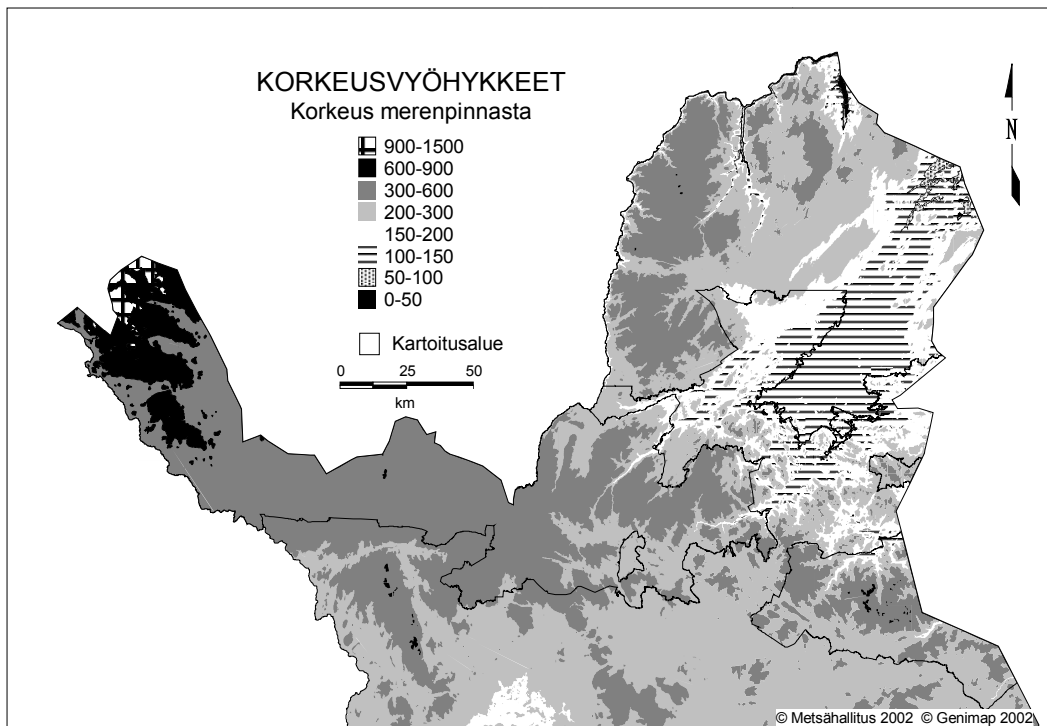 KORKEUSVYÖHYKKEET
Korkeus merenpinnasta
900-1500
600-900
300-600
200-300
150-200
100-150
50-100
0-50
Kartoitusalue
0 25 50
km
N
© Metsähallitus 2002 © Genimap 2002